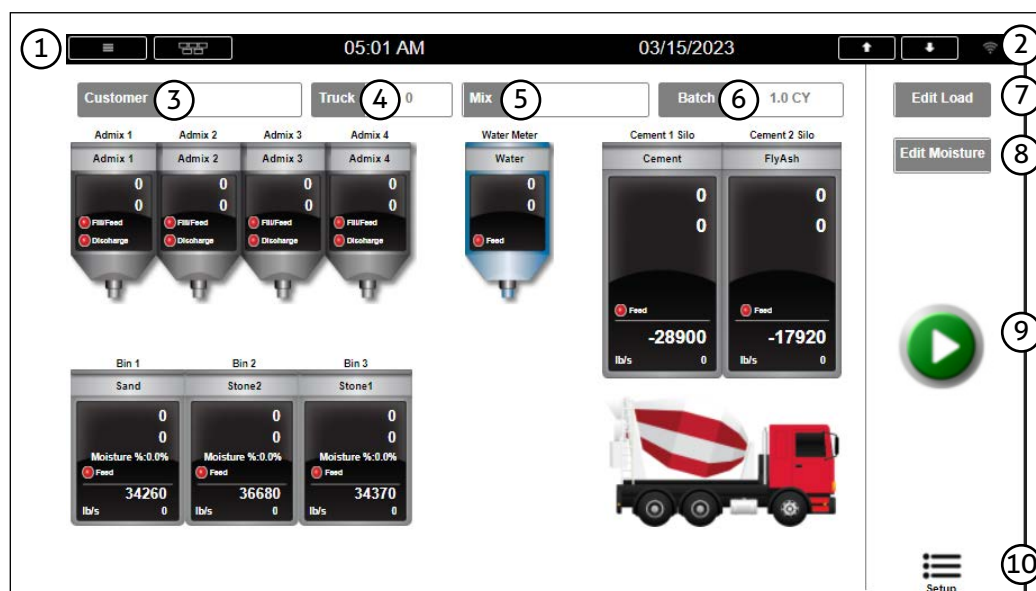 1 05:01 AM 03/15/2023 2
Customer 3 Truck 4 0 Mix 5 Batch 6 1.0 CY Edit Load 7
Admix 1 Admix 2 Admix 3 Admix 4 Water Meter Cement 1 Silo Cement 2 Silo
Admix 1 Admix 2 Admix 3 Admix 4 Water Cement FlyAsh Edit Moisture 8
0 0 0 0 0 0 0
0 0 0 0 0 0 0
Fill/Feed Fill/Feed Fill/Feed Fill/Feed
Discharge Discharge Discharge Discharge Feed
Feed Feed
-28900 -17920 9
lb/s 0 lb/s 0
Bin 1 Bin 2 Bin 3
Sand Stone2 Stone1
0 0 0
0 0 0
Moisture %:0.0% Moisture %:0.0% Moisture %:0.0%
Feed Feed Feed
34260 36680 34370
lb/s 0 lb/s 0 lb/s 0
10
Setup